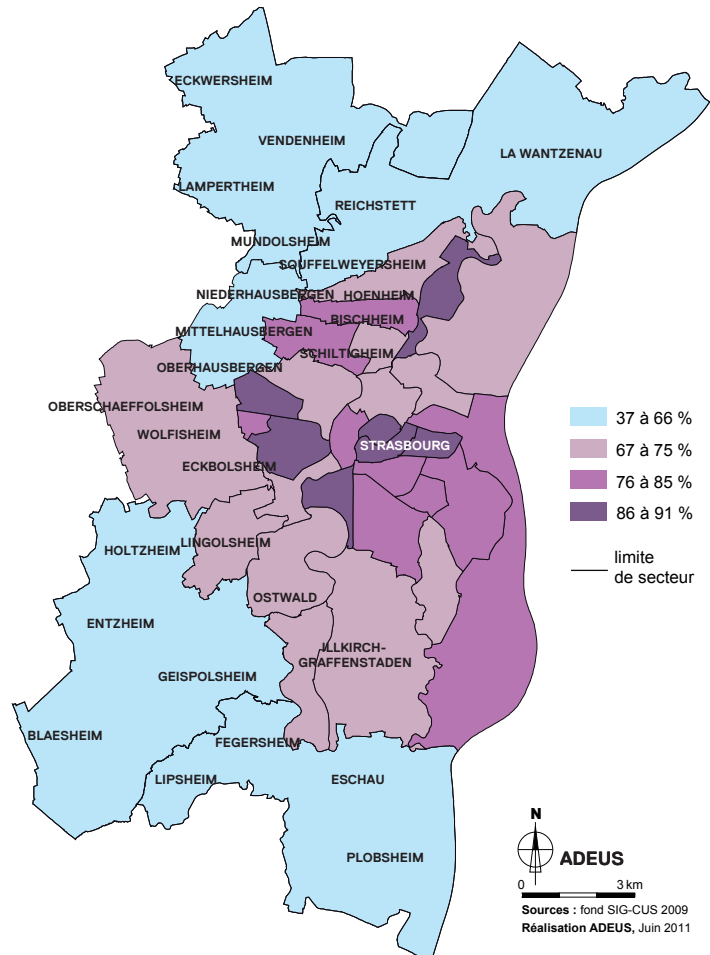 ECKWERSHEIM
VENDENHEIM
LA WANTZENAU
LAMPERTHEIM
REICHSTETT
MUNDOLSHEIM
SOUFFELWEYERSHEIM
NIEDERHAUSBERGEN
HOENHEIM
BISCHHEIM
MITTELHAUSBERGEN
SCHILTIGHEIM
OBERHAUSBERGEN
OBERSCHAEFFOLSHEIM
WOLFISHEIM
STRASBOURG
ECKBOLSHEIM
HOLTZHEIM
LINGOLSHEIM
OSTWALD
ENTZHEIM
ILLKIRCH-
GRAFFENSTADEN
GEISPOLSHEIM
BLAESHEIM
FEGERSHEIM
LIPSHEIM
ESCHAU
PLOBSHEIM
37 à 66 %
67 à 75 %
76 à 85 %
86 à 91 %
limite
de secteur
N
ADEUS
0 3 km
Sources : fond SIG-CUS 2009
Réalisation ADEUS, Juin 2011